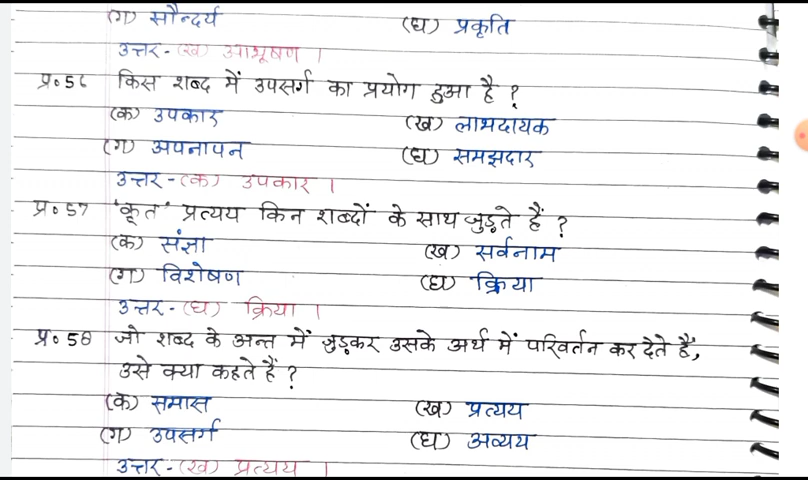 (ग) सौन्दर्य (घ) प्रकृति
उत्तर - (ख) आभूषण ।
प्र॰ 56 किस शब्द में उपसर्ग का प्रयोग हुआ है ?
(क) उपकार (ख) लाभदायक
(ग) अपनापन (घ) समझदार
उत्तर - (क) उपकार ।
प्र॰ 57 'कृत' प्रत्यय किन शब्दों के साथ जुड़ते हैं ?
(क) संज्ञा (ख) सर्वनाम
(ग) विशेषण (घ) क्रिया
उत्तर - (घ) क्रिया ।
प्र॰ 58 जो शब्द के अन्त में जुड़कर उसके अर्थ में परिवर्तन कर देते हैं,
उसे क्या कहते हैं ?
(क) समास (ख) प्रत्यय
(ग) उपसर्ग (घ) अव्यय
उत्तर - (ख) प्रत्यय ।